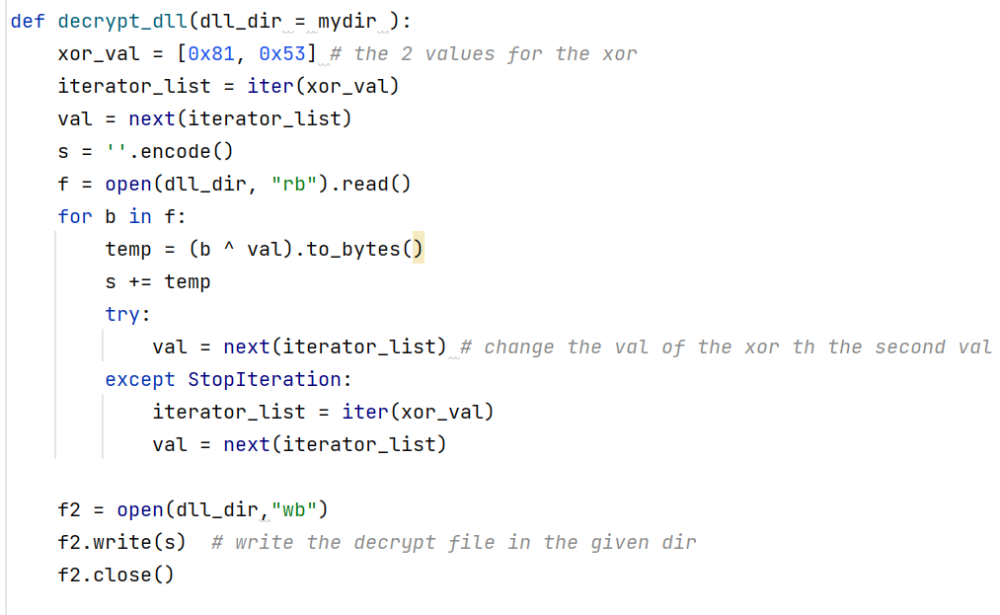 def decrypt_dll(dll_dir = mydir ):
    xor_val = [0x81, 0x53] # the 2 values for the xor
    iterator_list = iter(xor_val)
    val = next(iterator_list)
    s = ''.encode()
    f = open(dll_dir, "rb").read()
    for b in f:
        temp = (b ^ val).to_bytes()
        s += temp
        try:
            val = next(iterator_list) # change the val of the xor th the second val
        except StopIteration:
            iterator_list = iter(xor_val)
            val = next(iterator_list)
    f2 = open(dll_dir,"wb")
    f2.write(s)  # write the decrypt file in the given dir
    f2.close()